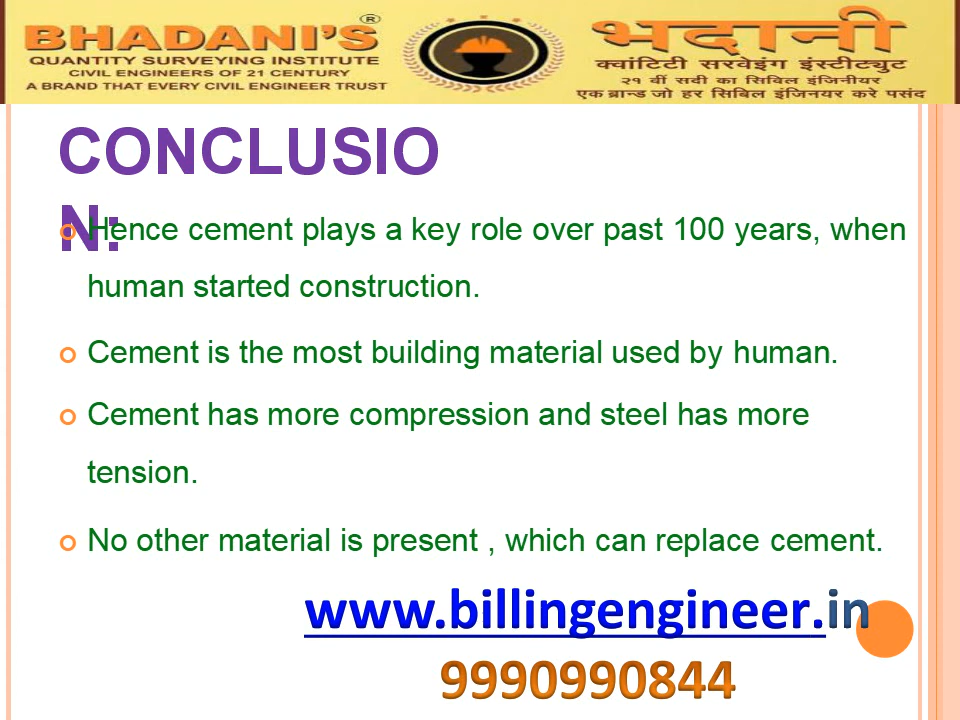 BHADANI'S®
QUANTITY SURVEYING INSTITUTE
CIVIL ENGINEERS OF 21 CENTURY
A BRAND THAT EVERY CIVIL ENGINEER TRUST
भदानी
क्वांटिटी सरवेइंग इंस्टीट्युट
२१ वीं सदी का सिविल इंजिनीयर
एक ब्रान्ड जो हर सिविल इंजिनयर करे पसंद
CONCLUSIO
N:
Hence cement plays a key role over past 100 years, when
human started construction.
Cement is the most building material used by human.
Cement has more compression and steel has more
tension.
No other material is present , which can replace cement.
www.billingengineer.in
9990990844